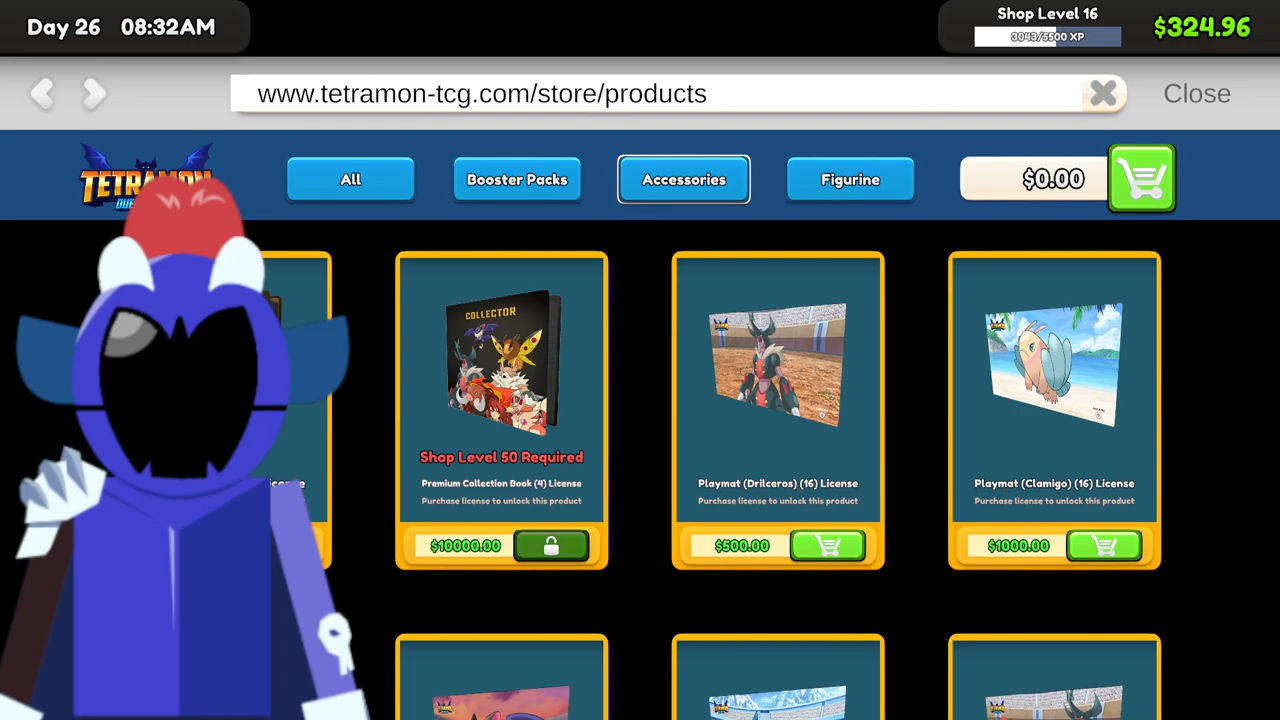 Day 26 08:32AM
Shop Level 16
3043/5500 XP
$324.96
www.tetramon-tcg.com/store/products
Close
All
Booster Packs
Accessories
Figurine
$0.00
COLLECTOR
Shop Level 50 Required
Premium Collection Book (4) License
Purchase license to unlock this product
$10000.00
Playmat (Drilceros) (16) License
Purchase license to unlock this product
$500.00
Playmat (Clamigo) (16) License
Purchase license to unlock this product
$1000.00